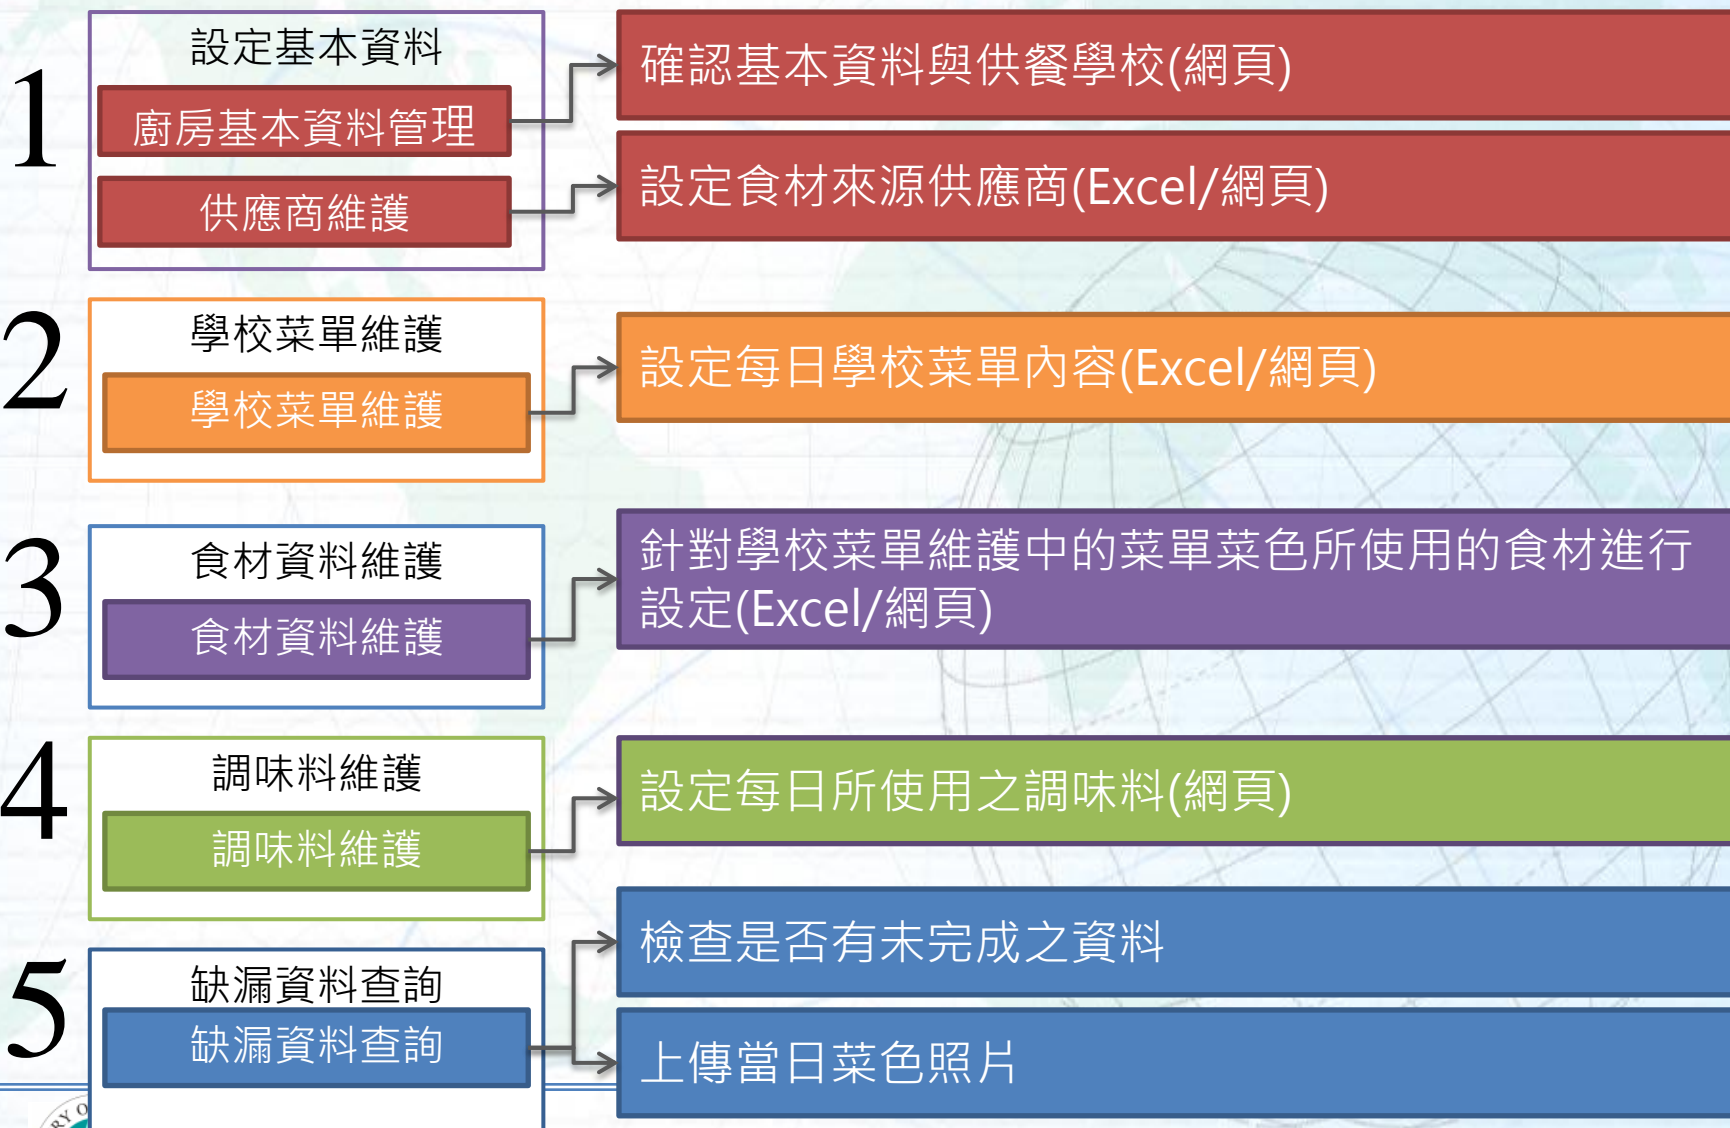 1
設定基本資料
廚房基本資料管理
供應商維護
確認基本資料與供餐學校(網頁)
設定食材來源供應商(Excel/網頁)
2
學校菜單維護
學校菜單維護
設定每日學校菜單內容(Excel/網頁)
3
食材資料維護
食材資料維護
針對學校菜單維護中的菜單菜色所使用的食材進行
設定(Excel/網頁)
4
調味料維護
調味料維護
設定每日所使用之調味料(網頁)
5
缺漏資料查詢
缺漏資料查詢
檢查是否有未完成之資料
上傳當日菜色照片